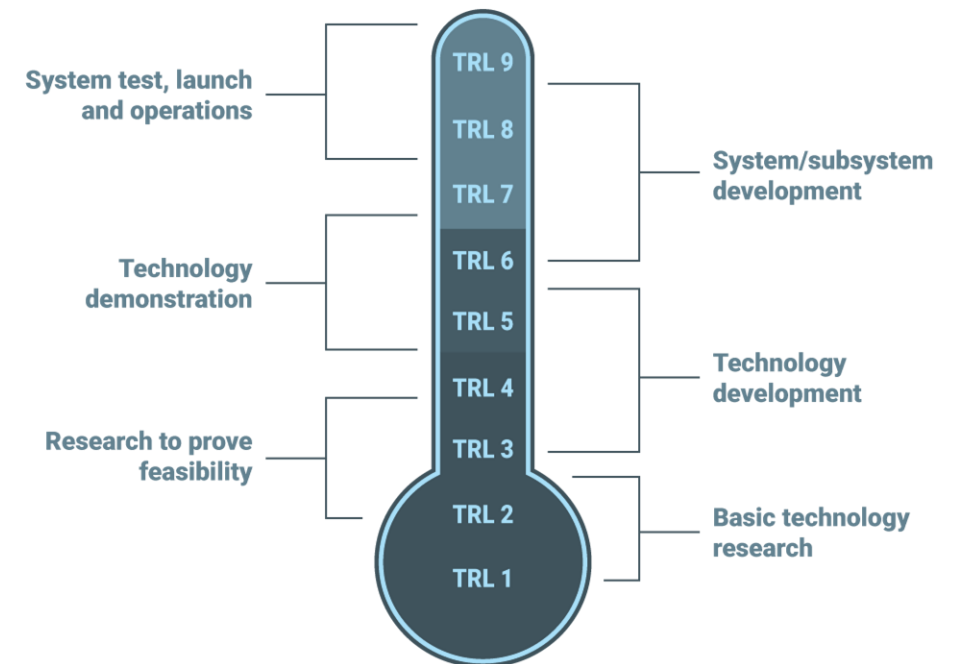 System test, launch
and operations
Technology
demonstration
Research to prove
feasibility
TRL 9
TRL 8
TRL 7
TRL 6
TRL 5
TRL 4
TRL 3
TRL 2
TRL 1
System/subsystem
development
Technology
development
Basic technology
research